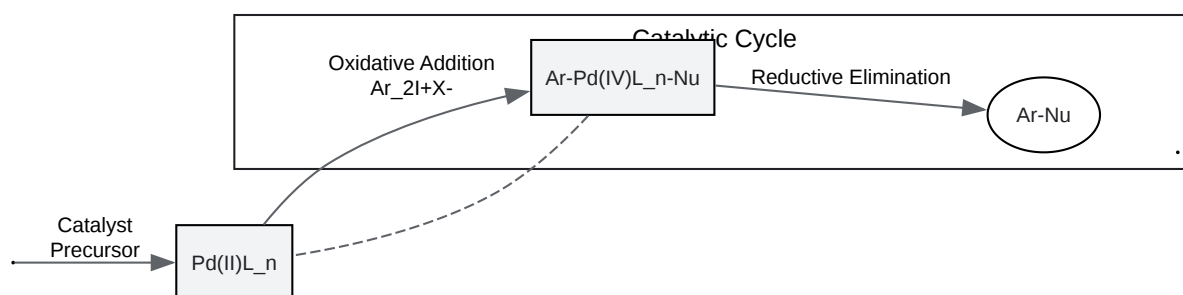 Catalytic Cycle
Oxidative Addition
Ar_2I+X-
Ar-Pd(IV)L_n-Nu
Reductive Elimination
Ar-Nu
Catalyst
Precursor
Pd(II)L_n